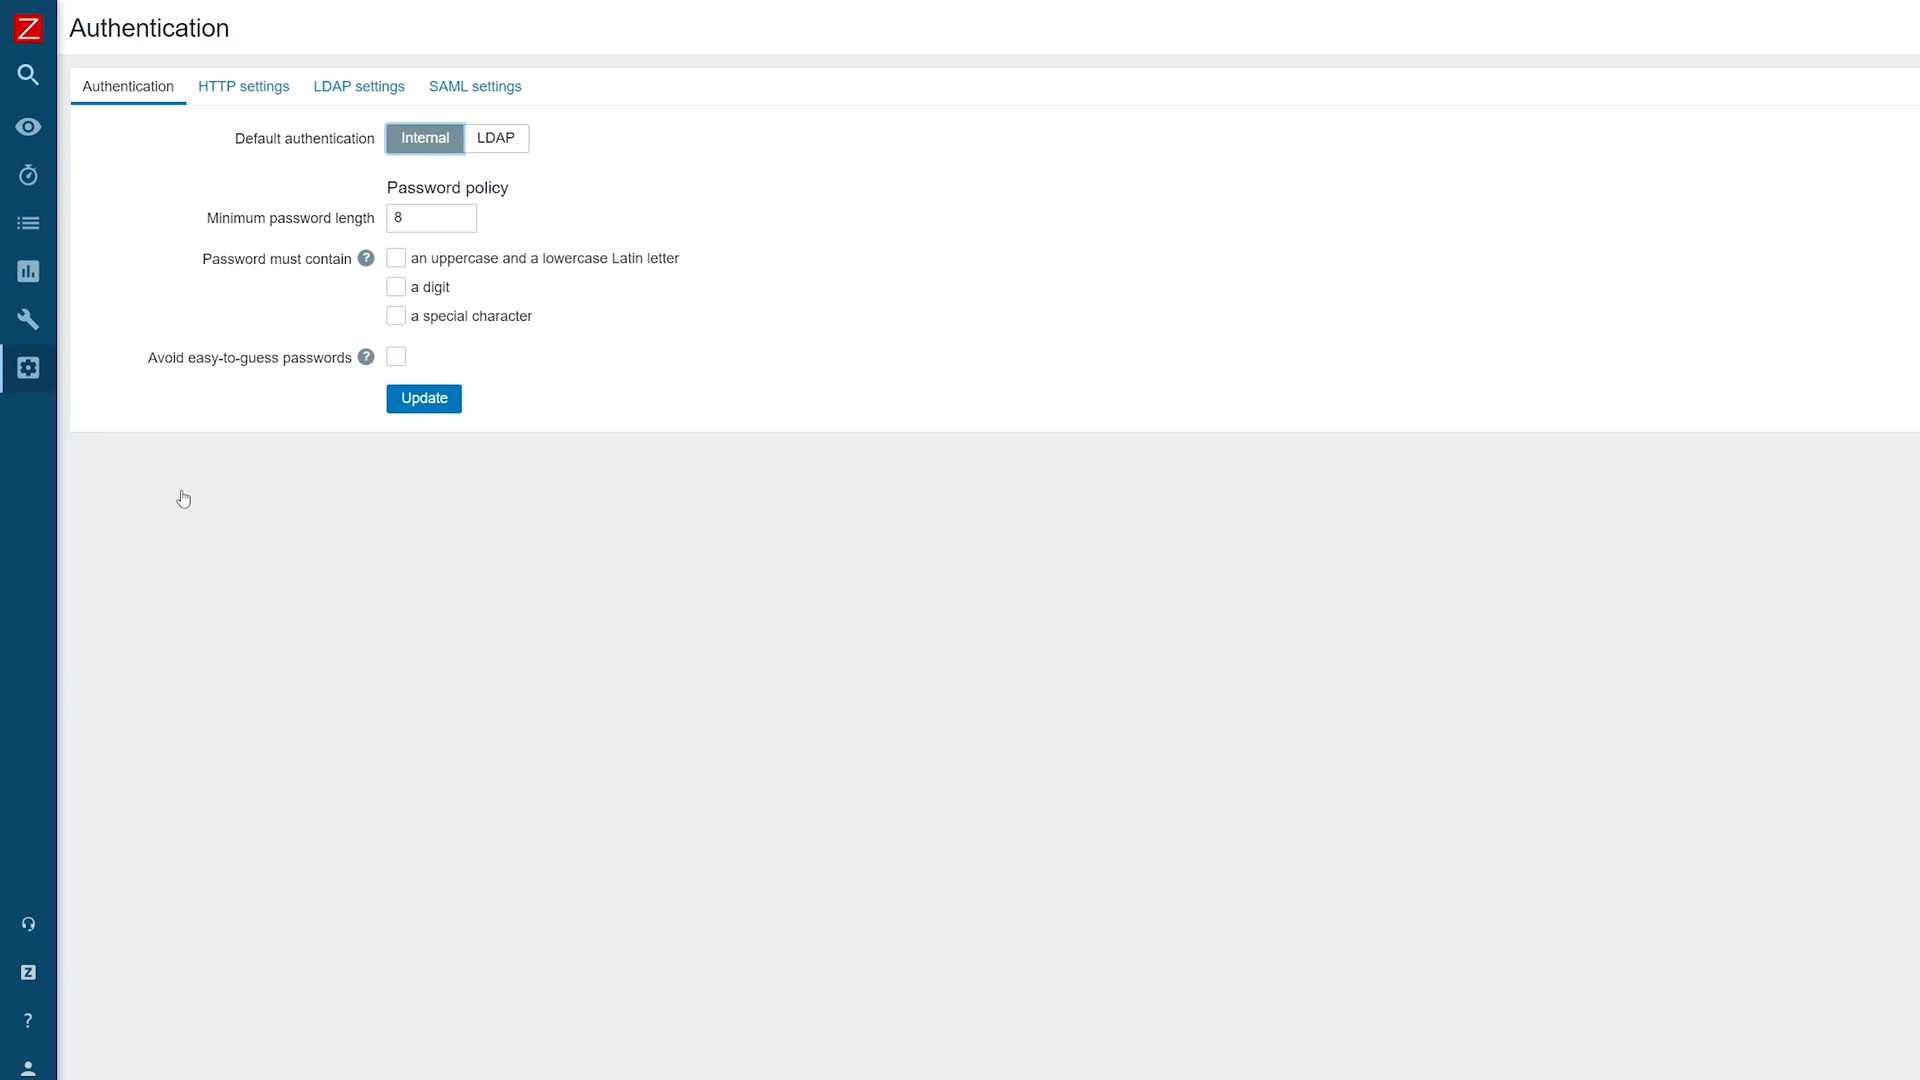 Z
Authentication
Authentication HTTP settings LDAP settings SAML settings
Default authentication Internal LDAP
Password policy
Minimum password length 8
Password must contain ? an uppercase and a lowercase Latin letter
a digit
a special character
Avoid easy-to-guess passwords ?
Update
Z
?